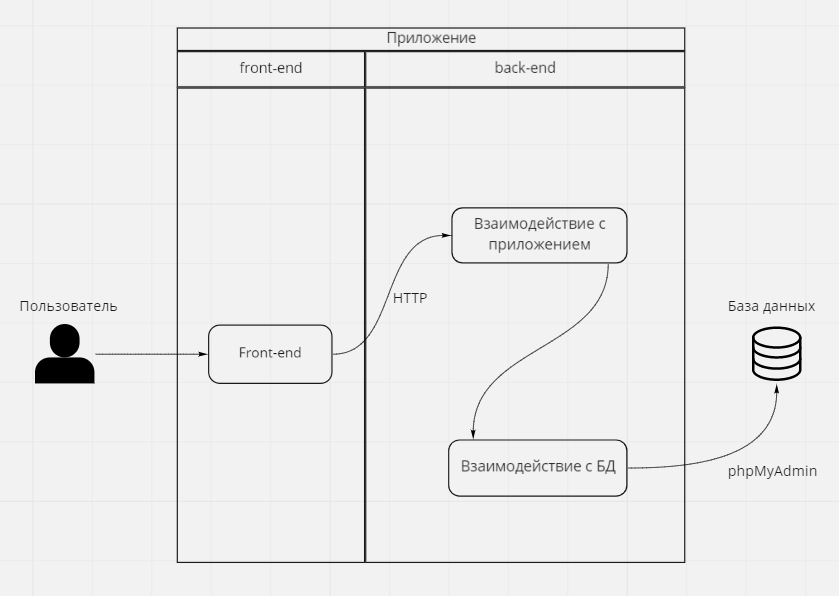 Приложение
front-end
back-end
Взаимодействие с
приложением
HTTP
Пользователь
База данных
Front-end
Взаимодействие с БД
phpMyAdmin